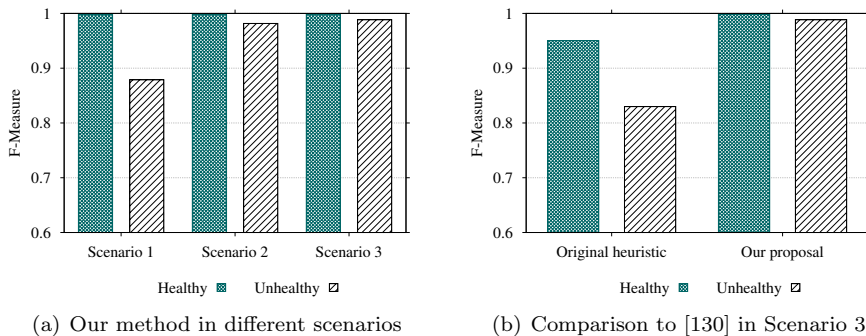 F-Measure
1
0.9
0.8
0.7
0.6
Scenario 1 Scenario 2 Scenario 3
Healthy Unhealthy
(a) Our method in different scenarios
F-Measure
1
0.9
0.8
0.7
0.6
Original heuristic Our proposal
Healthy Unhealthy
(b) Comparison to [130] in Scenario 3